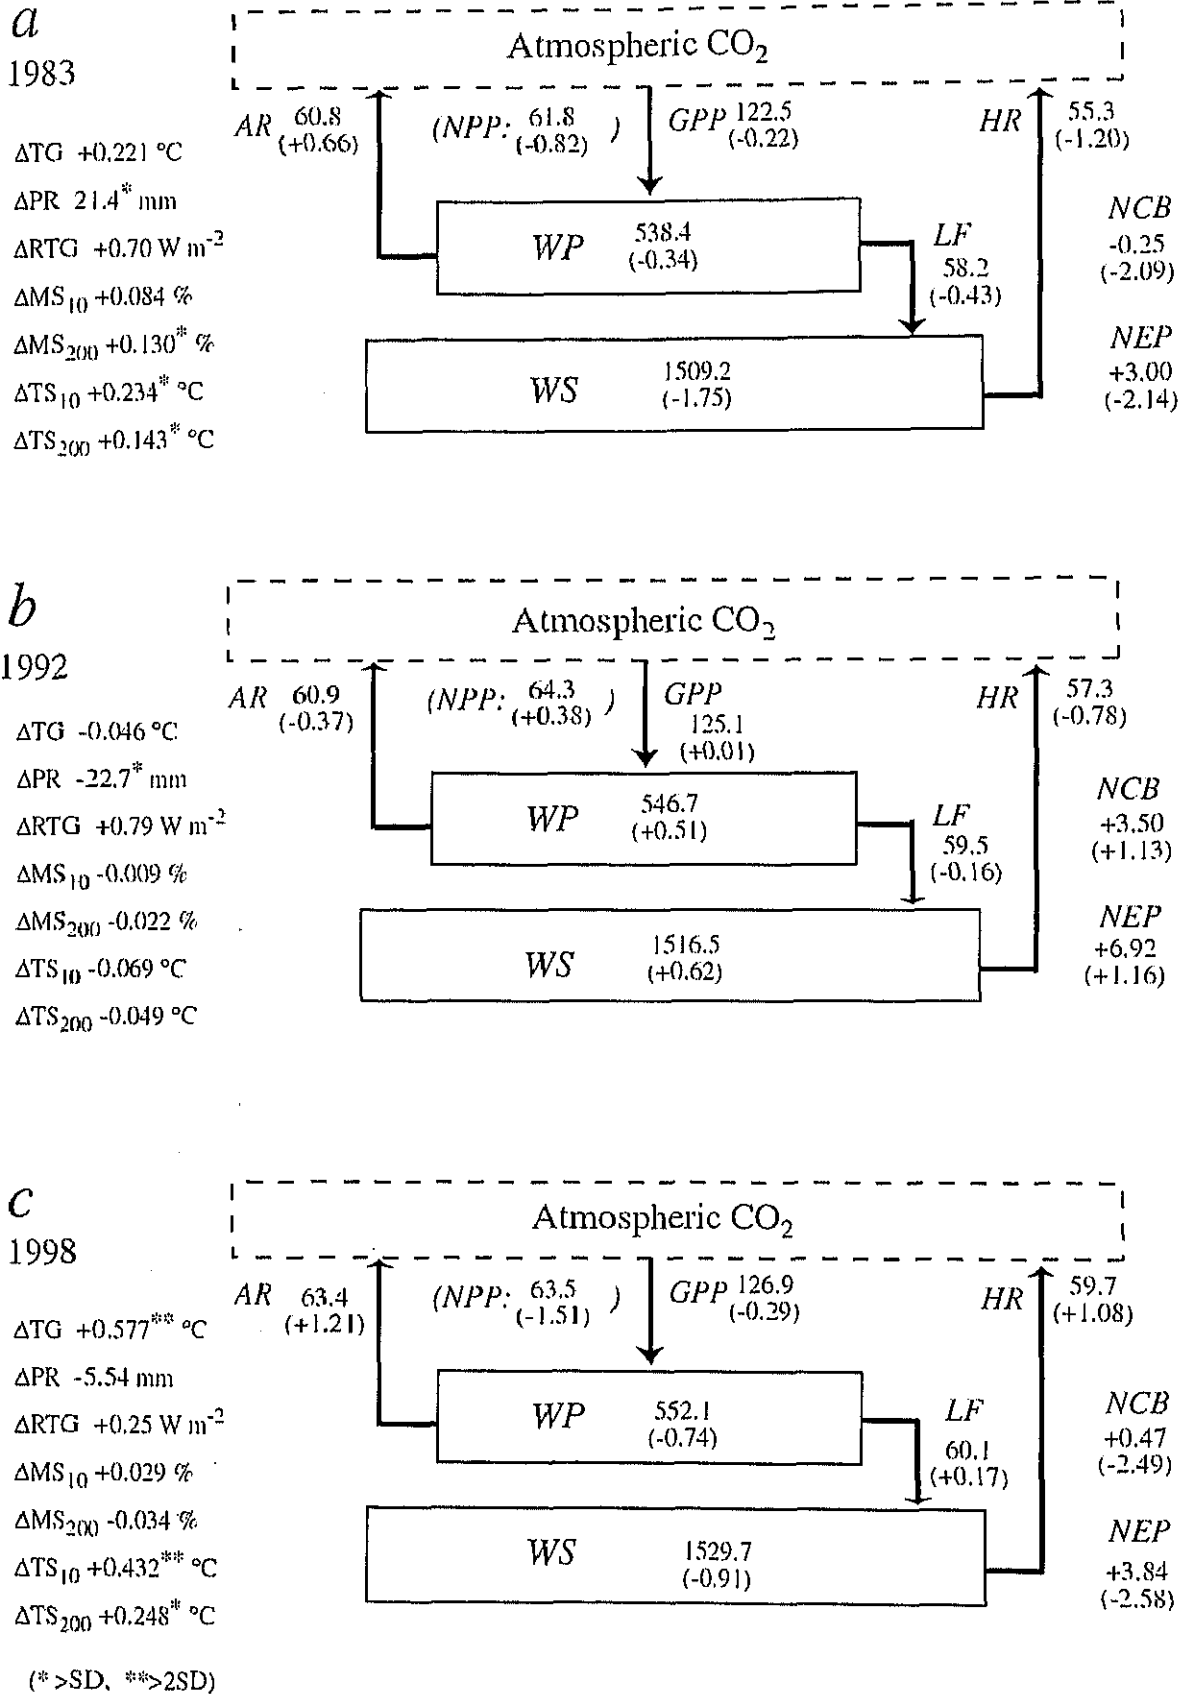 a
1983
Atmospheric CO₂
AR 60.8 (NPP: 61.8 ) GPP 122.5 HR 55.3
(+0.66) (-0.82) (-0.22) (-1.20)
ΔTG +0.221 °C
ΔPR 21.4* mm
ΔRTG +0.70 W m⁻²
ΔMS₁₀ +0.084 %
ΔMS₂₀₀ +0.130* %
ΔTS₁₀ +0.234* °C
ΔTS₂₀₀ +0.143* °C
WP 538.4
(-0.34)
LF
58.2
(-0.43)
NCB
-0.25
(-2.09)
WS 1509.2
(-1.75)
NEP
+3.00
(-2.14)
b
1992
Atmospheric CO₂
AR 60.9 (NPP: 64.3 ) GPP HR 57.3
(-0.37) (+0.38) 125.1 (-0.78)
(+0.01)
ΔTG -0.046 °C
ΔPR -22.7* mm
ΔRTG +0.79 W m⁻²
ΔMS₁₀ -0.009 %
ΔMS₂₀₀ -0.022 %
ΔTS₁₀ -0.069 °C
ΔTS₂₀₀ -0.049 °C
WP 546.7
(+0.51)
LF
59.5
(-0.16)
NCB
+3.50
(+1.13)
WS 1516.5
(+0.62)
NEP
+6.92
(+1.16)
c
1998
Atmospheric CO₂
AR 63.4 (NPP: 63.5 ) GPP 126.9 HR 59.7
(+1.21) (-1.51) (-0.29) (+1.08)
ΔTG +0.577** °C
ΔPR -5.54 mm
ΔRTG +0.25 W m⁻²
ΔMS₁₀ +0.029 %
ΔMS₂₀₀ -0.034 %
ΔTS₁₀ +0.432** °C
ΔTS₂₀₀ +0.248* °C
WP 552.1
(-0.74)
LF
60.1
(+0.17)
NCB
+0.47
(-2.49)
WS 1529.7
(-0.91)
NEP
+3.84
(-2.58)
(* >SD, **>2SD)